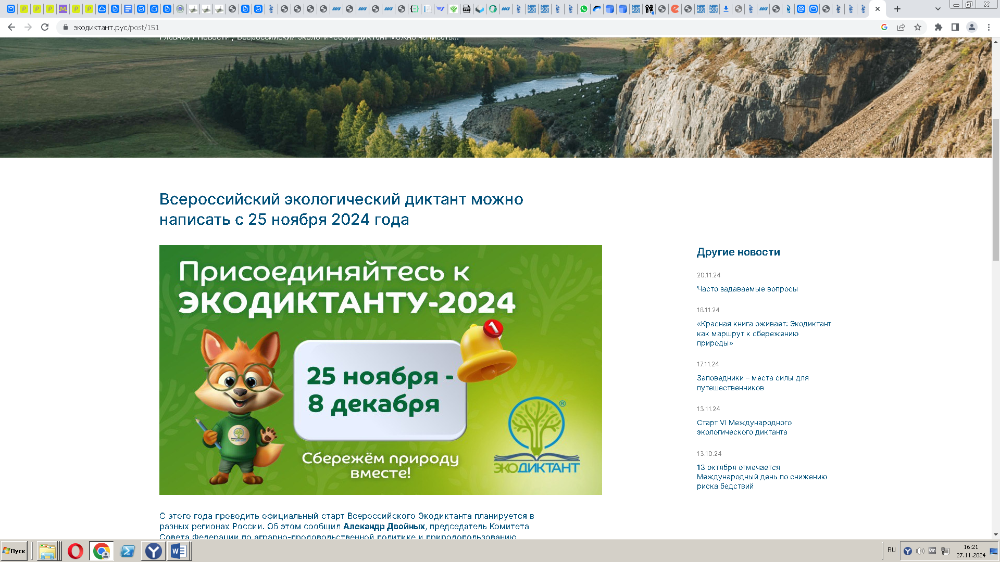 экодиктант.рус/post/151
Главная / Новости / Всероссийский экологический диктант можно написать...
Всероссийский экологический диктант можно
написать с 25 ноября 2024 года
Присоединяйтесь к
ЭКОДИКТАНТУ-2024
1
25 ноября -
8 декабря
Сбережём природу
вместе!
®
ЭКОДИКТАНТ
С этого года проводить официальный старт Всероссийского Экодиктанта планируется в
разных регионах России. Об этом сообщил Алекандр Двойных, председатель Комитета
Совета Федерации по аграрно-продовольственной политике и природопользованию
Другие новости
20.11.24
Часто задаваемые вопросы
18.11.24
«Красная книга оживает: Экодиктант
как маршрут к сбережению
природы»
17.11.24
Заповедники – места силы для
путешественников
13.11.24
Старт VI Международного
экологического диктанта
13.10.24
13 октября отмечается
Международный день по снижению
риска бедствий
Пуск
RU
16:21
27.11.2024